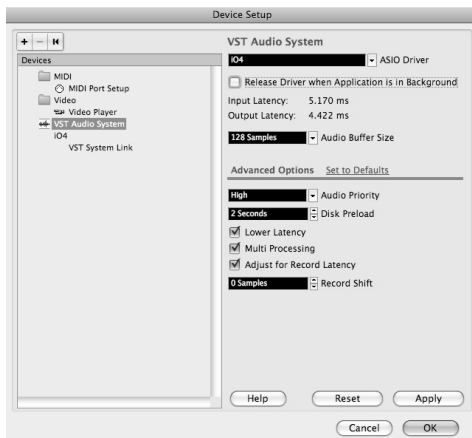 Device Setup
Devices
MIDI
MIDI Port Setup
Video
Video Player
VST Audio System
iO4
VST System Link
VST Audio System
iO4 ASIO Driver
Release Driver when Application is in Background
Input Latency: 5.170 ms
Output Latency: 4.422 ms
128 Samples Audio Buffer Size
Advanced Options Set to Defaults
High Audio Priority
2 Seconds Disk Preload
Lower Latency
Multi Processing
Adjust for Record Latency
0 Samples Record Shift
Help Reset Apply
Cancel OK